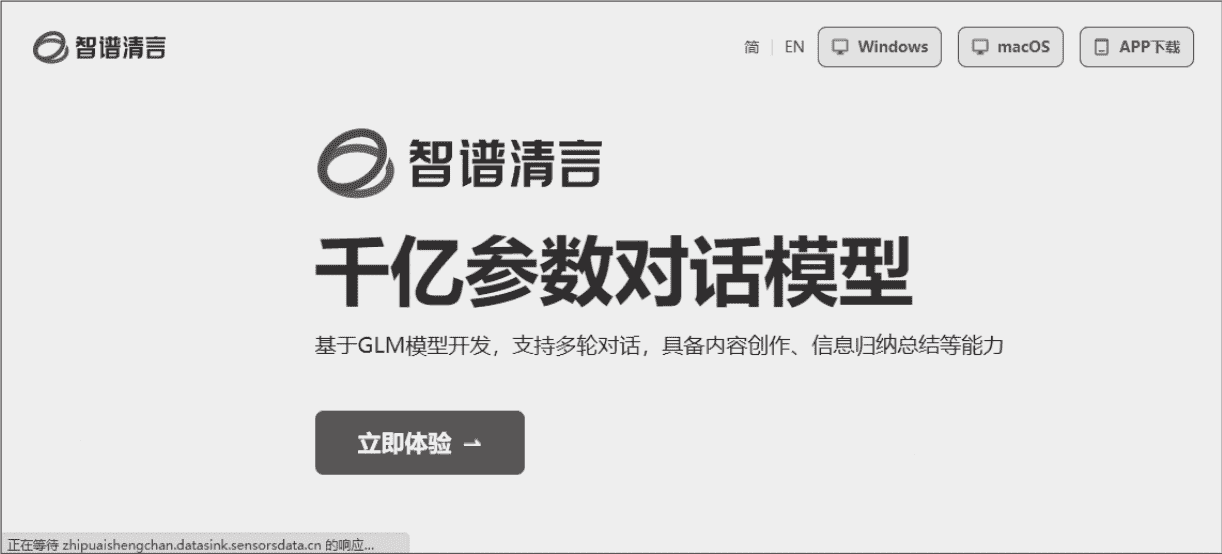 智谱清言
简 | EN Windows macOS APP下载
智谱清言
千亿参数对话模型
基于GLM模型开发，支持多轮对话，具备内容创作、信息归纳总结等能力
立即体验 ⇀
正在等待 zhipuaishengchan.datasink.sensorsdata.cn 的响应...